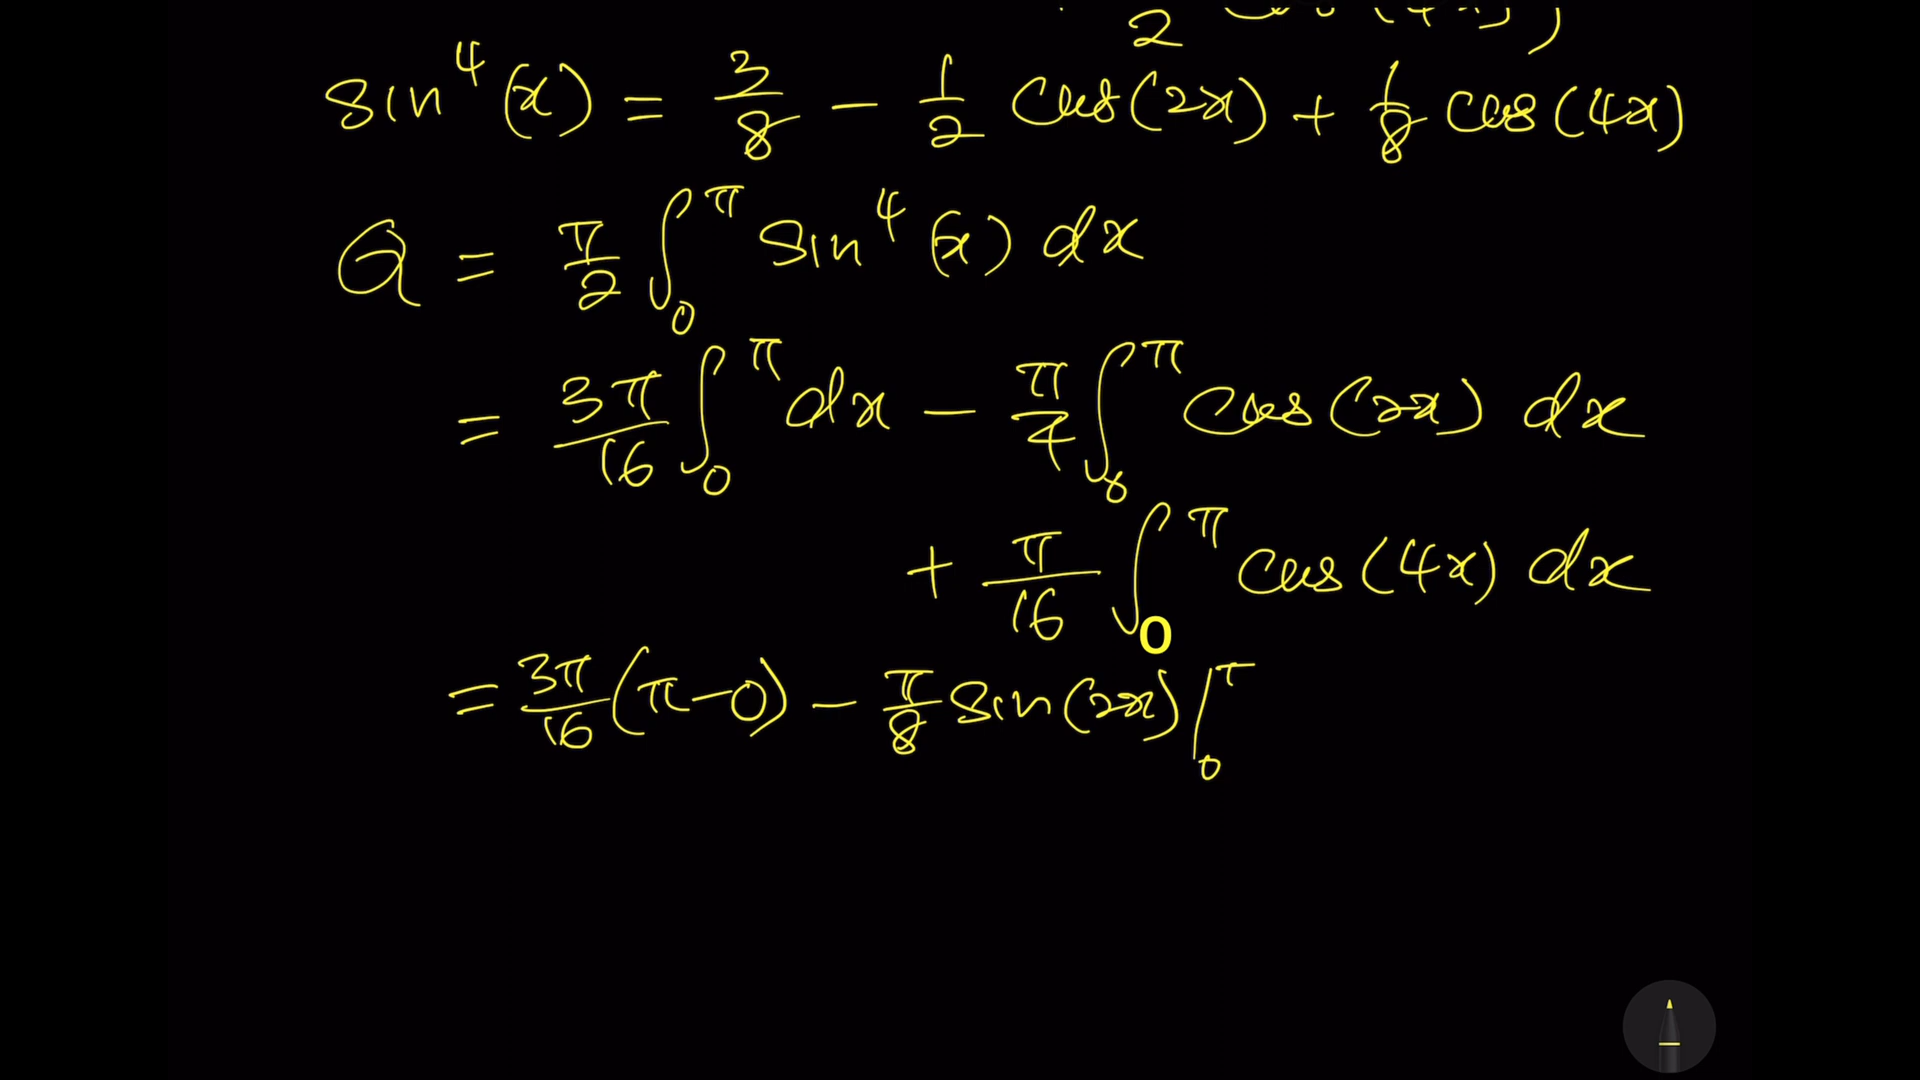 2
sin⁴(x) = 3/8 − 1/2 cos(2x) + 1/8 cos(4x)
Q = π/2 ∫₀^π sin⁴(x) dx
= 3π/16 ∫₀^π dx − π/4 ∫₀^π cos(2x) dx
+ π/16 ∫₀^π cos(4x) dx
= 3π/16 (π−0) − π/8 sin(2x) |₀^π